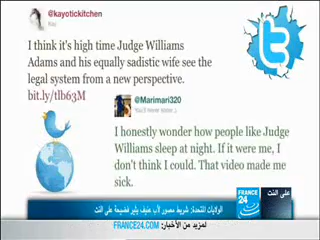 @kayotickitchen
Kay
I think it's high time Judge Williams
Adams and his equally sadistic wife see the
legal system from a new perspective.
bit.ly/tlb63M
@Marimari320
I honestly wonder how people like Judge
Williams sleep at night. If it were me, I
don't think I could. That video made me
sick.
على النت
FRANCE
24
الولايات المتحدة: شريط مصور لأب عنيف يثير فضيحة على النت
لمزيد من الأخبار: FRANCE24.COM